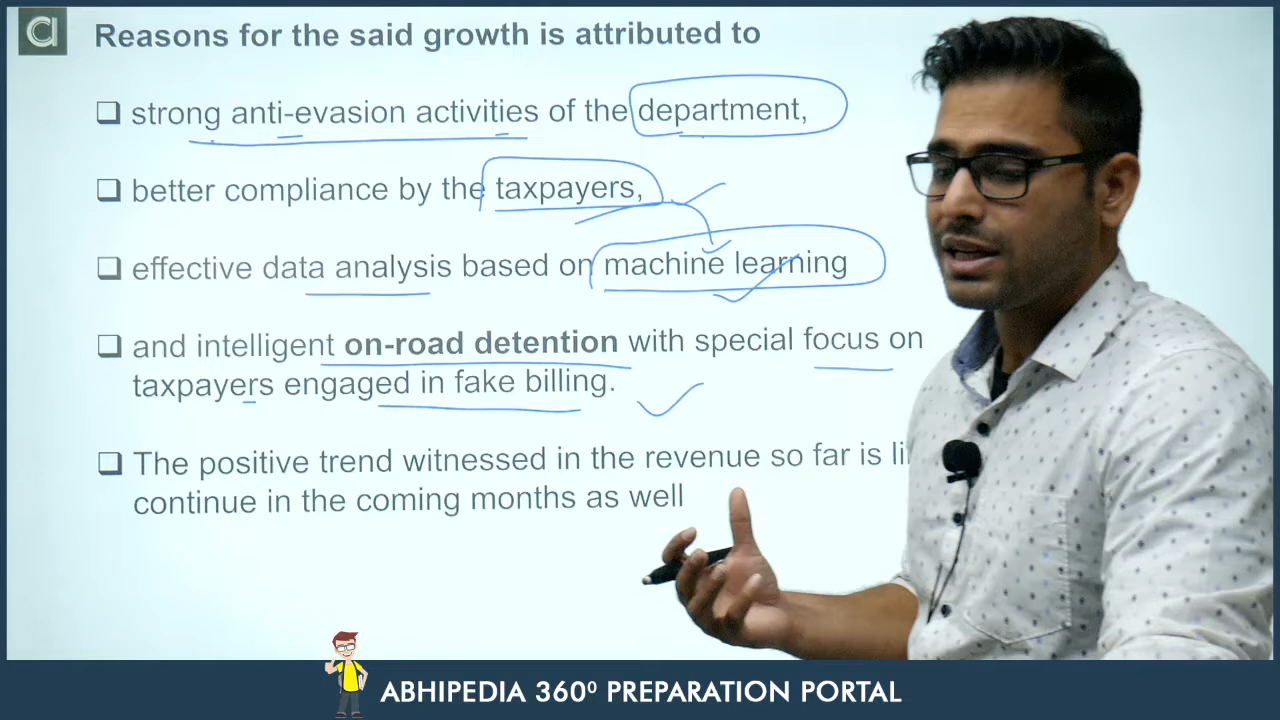 Reasons for the said growth is attributed to
strong anti-evasion activities of the department,
better compliance by the taxpayers,
effective data analysis based on machine learning
and intelligent on-road detention with special focus on
taxpayers engaged in fake billing.
The positive trend witnessed in the revenue so far is
continue in the coming months as well
ABHIPEDIA 360⁰ PREPARATION PORTAL